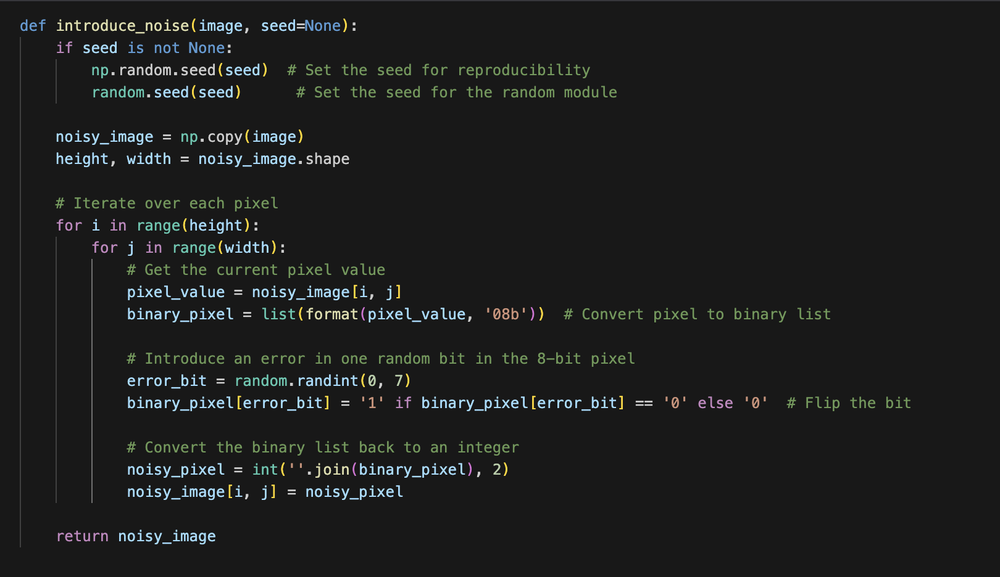 def introduce_noise(image, seed=None):
    if seed is not None:
        np.random.seed(seed)  # Set the seed for reproducibility
        random.seed(seed)      # Set the seed for the random module

    noisy_image = np.copy(image)
    height, width = noisy_image.shape

    # Iterate over each pixel
    for i in range(height):
        for j in range(width):
            # Get the current pixel value
            pixel_value = noisy_image[i, j]
            binary_pixel = list(format(pixel_value, '08b'))  # Convert pixel to binary list

            # Introduce an error in one random bit in the 8-bit pixel
            error_bit = random.randint(0, 7)
            binary_pixel[error_bit] = '1' if binary_pixel[error_bit] == '0' else '0'  # Flip the bit

            # Convert the binary list back to an integer
            noisy_pixel = int(''.join(binary_pixel), 2)
            noisy_image[i, j] = noisy_pixel

    return noisy_image